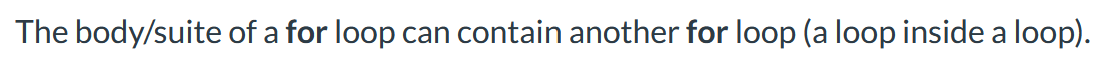 The body/suite of a for loop can contain another for loop (a loop inside a loop).